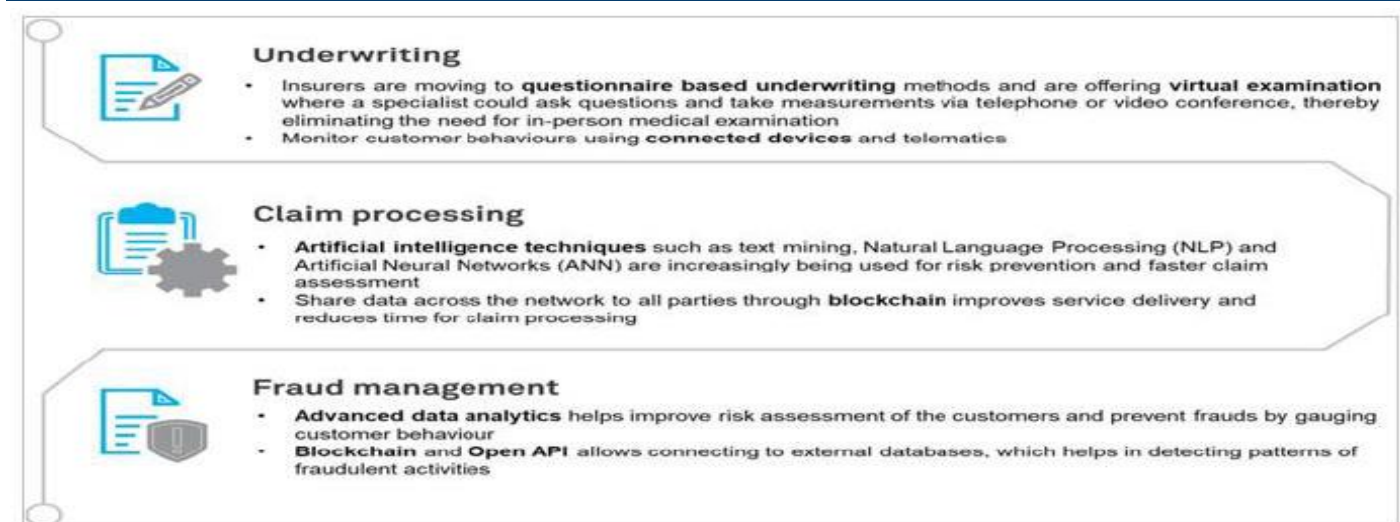 Underwriting
• Insurers are moving to questionnaire based underwriting methods and are offering virtual examination
where a specialist could ask questions and take measurements via telephone or video conference, thereby
eliminating the need for in-person medical examination
• Monitor customer behaviours using connected devices and telematics
Claim processing
• Artificial intelligence techniques such as text mining, Natural Language Processing (NLP) and
Artificial Neural Networks (ANN) are increasingly being used for risk prevention and faster claim
assessment
• Share data across the network to all parties through blockchain improves service delivery and
reduces time for claim processing
Fraud management
• Advanced data analytics helps improve risk assessment of the customers and prevent frauds by gauging
customer behaviour
• Blockchain and Open API allows connecting to external databases, which helps in detecting patterns of
fraudulent activities